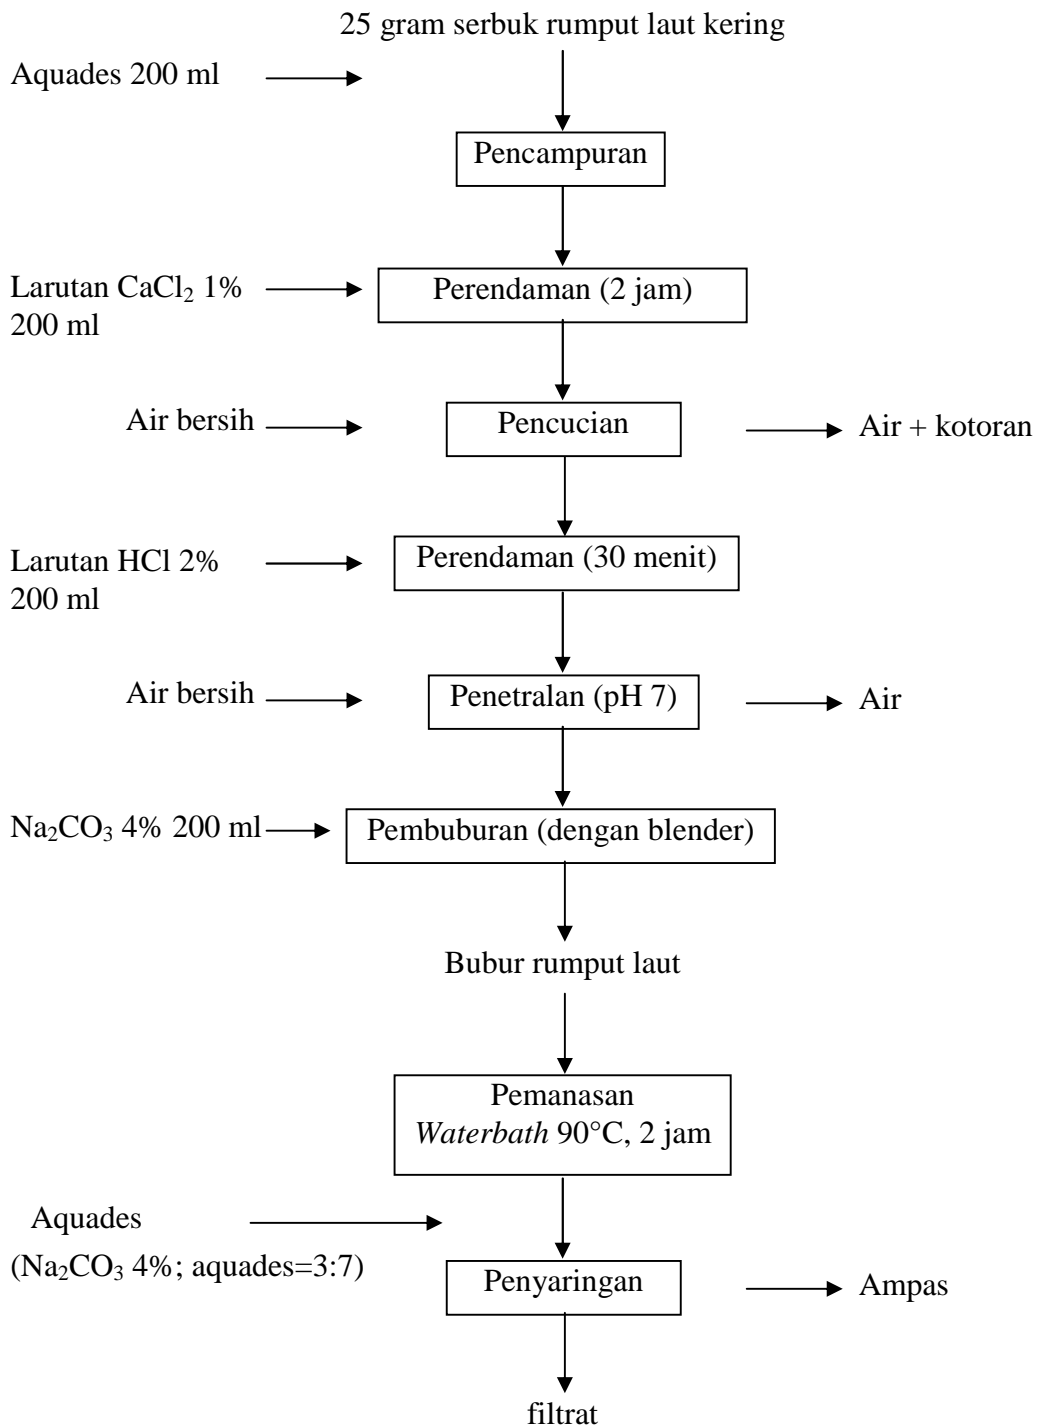 25 gram serbuk rumput laut kering
Aquades 200 ml
Pencampuran
Larutan CaCl₂ 1%
200 ml
Perendaman (2 jam)
Air bersih
Pencucian
Air + kotoran
Larutan HCl 2%
200 ml
Perendaman (30 menit)
Air bersih
Penetralan (pH 7)
Air
Na₂CO₃ 4% 200 ml
Pembuburan (dengan blender)
Bubur rumput laut
Pemanasan
Waterbath 90°C, 2 jam
Aquades
(Na₂CO₃ 4%; aquades=3:7)
Penyaringan
Ampas
filtrat